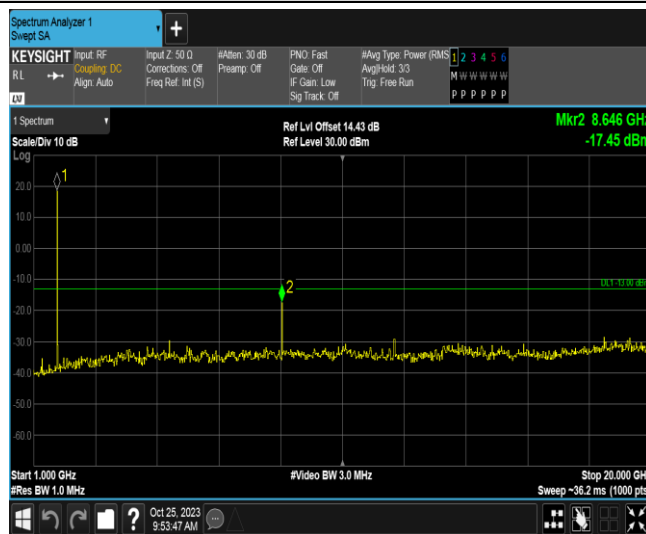 Spectrum Analyzer 1
Swept SA
KEYSIGHT
RL
LXI
Input: RF
Coupling: DC
Align: Auto
Input Z: 50 Ω
Corrections: Off
Freq Ref: Int (S)
#Atten: 30 dB
Preamp: Off
PNO: Fast
Gate: Off
IF Gain: Low
Sig Track: Off
#Avg Type: Power (RMS
Avg|Hold: 3/3
Trig: Free Run
1 2 3 4 5 6
M W W W W W
P P P P P P
1 Spectrum
Scale/Div 10 dB
Log
Ref Lvl Offset 14.43 dB
Ref Level 30.00 dBm
Mkr2 8.646 GHz
-17.45 dBm
1
20.0
10.0
0.00
-10.0
2
DL1 -13.00 dBm
-20.0
-30.0
-40.0
-50.0
-60.0
Start 1.000 GHz
#Res BW 1.0 MHz
#Video BW 3.0 MHz
Stop 20.000 GHz
Sweep ~36.2 ms (1000 pts
?
Oct 25, 2023
9:53:47 AM